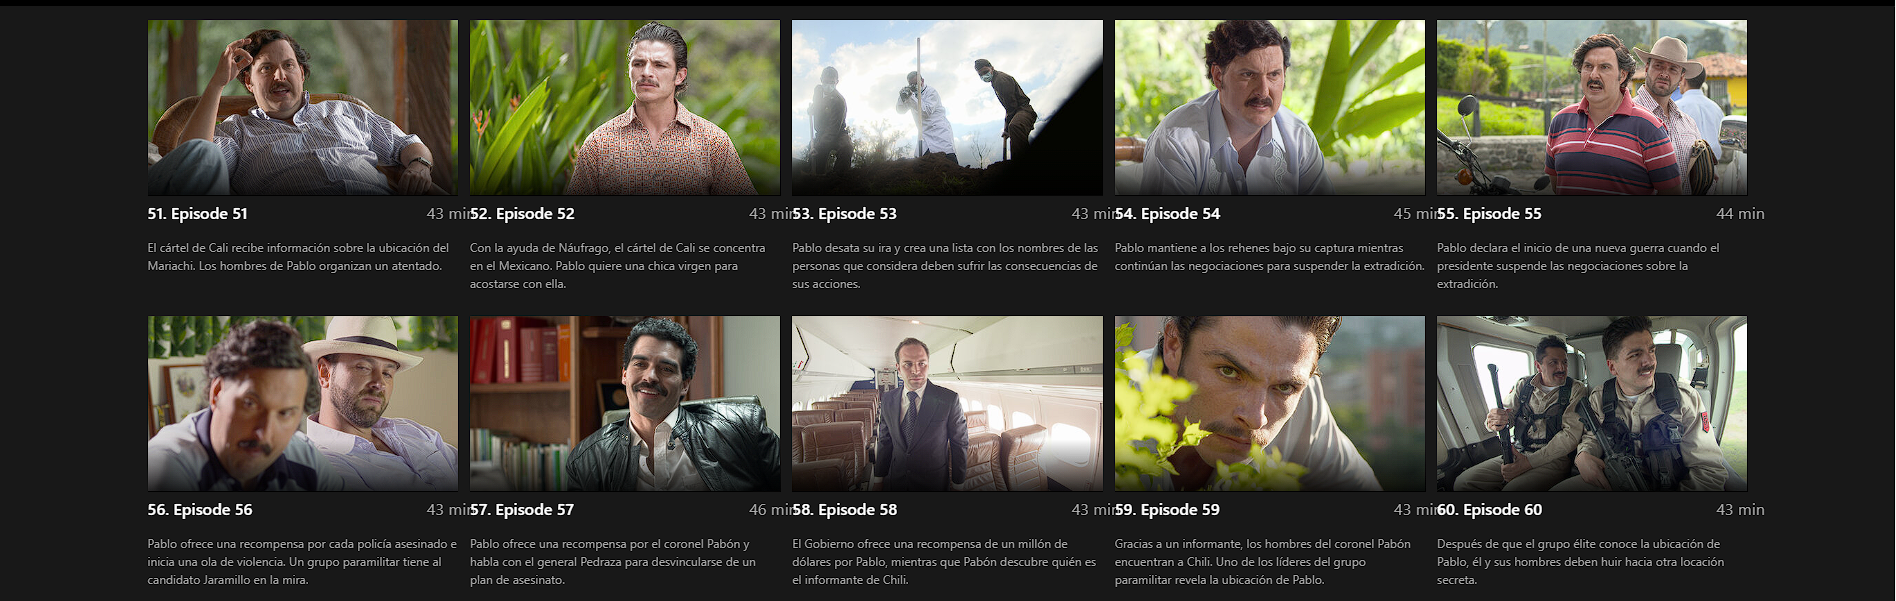 51. Episode 51 43 min
El cártel de Cali recibe información sobre la ubicación del
Mariachi. Los hombres de Pablo organizan un atentado.
52. Episode 52 43 min
Con la ayuda de Náufrago, el cártel de Cali se concentra
en el Mexicano. Pablo quiere una chica virgen para
acostarse con ella.
53. Episode 53 43 min
Pablo desata su ira y crea una lista con los nombres de las
personas que considera deben sufrir las consecuencias de
sus acciones.
54. Episode 54 45 min
Pablo mantiene a los rehenes bajo su captura mientras
continúan las negociaciones para suspender la extradición.
55. Episode 55 44 min
Pablo declara el inicio de una nueva guerra cuando el
presidente suspende las negociaciones sobre la
extradición.
56. Episode 56 43 min
Pablo ofrece una recompensa por cada policía asesinado e
inicia una ola de violencia. Un grupo paramilitar tiene al
candidato Jaramillo en la mira.
57. Episode 57 46 min
Pablo ofrece una recompensa por el coronel Pabón y
habla con el general Pedraza para desvincularse de un
plan de asesinato.
58. Episode 58 43 min
El Gobierno ofrece una recompensa de un millón de
dólares por Pablo, mientras que Pabón descubre quién es
el informante de Chili.
59. Episode 59 43 min
Gracias a un informante, los hombres del coronel Pabón
encuentran a Chili. Uno de los líderes del grupo
paramilitar revela la ubicación de Pablo.
60. Episode 60 43 min
Después de que el grupo élite conoce la ubicación de
Pablo, él y sus hombres deben huir hacia otra locación
secreta.